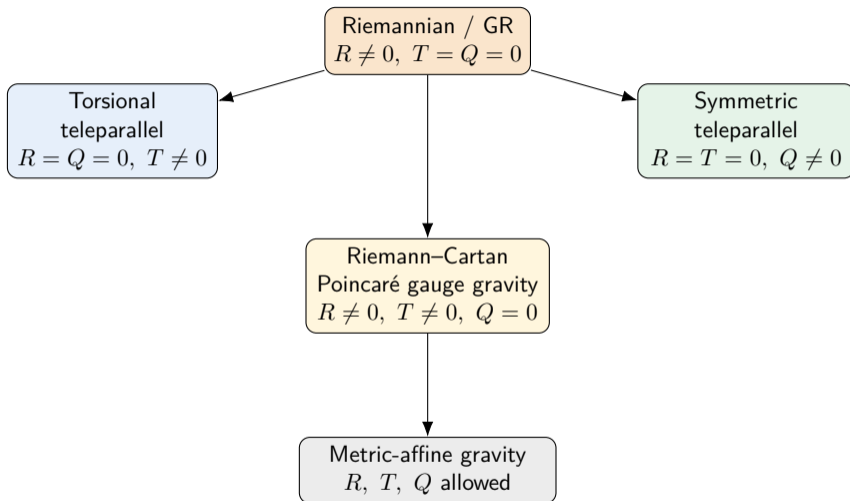 Riemannian / GR
R ≠ 0, T = Q = 0
Torsional
teleparallel
R = Q = 0, T ≠ 0
Symmetric
teleparallel
R = T = 0, Q ≠ 0
Riemann–Cartan
Poincaré gauge gravity
R ≠ 0, T ≠ 0, Q = 0
Metric-affine gravity
R, T, Q allowed